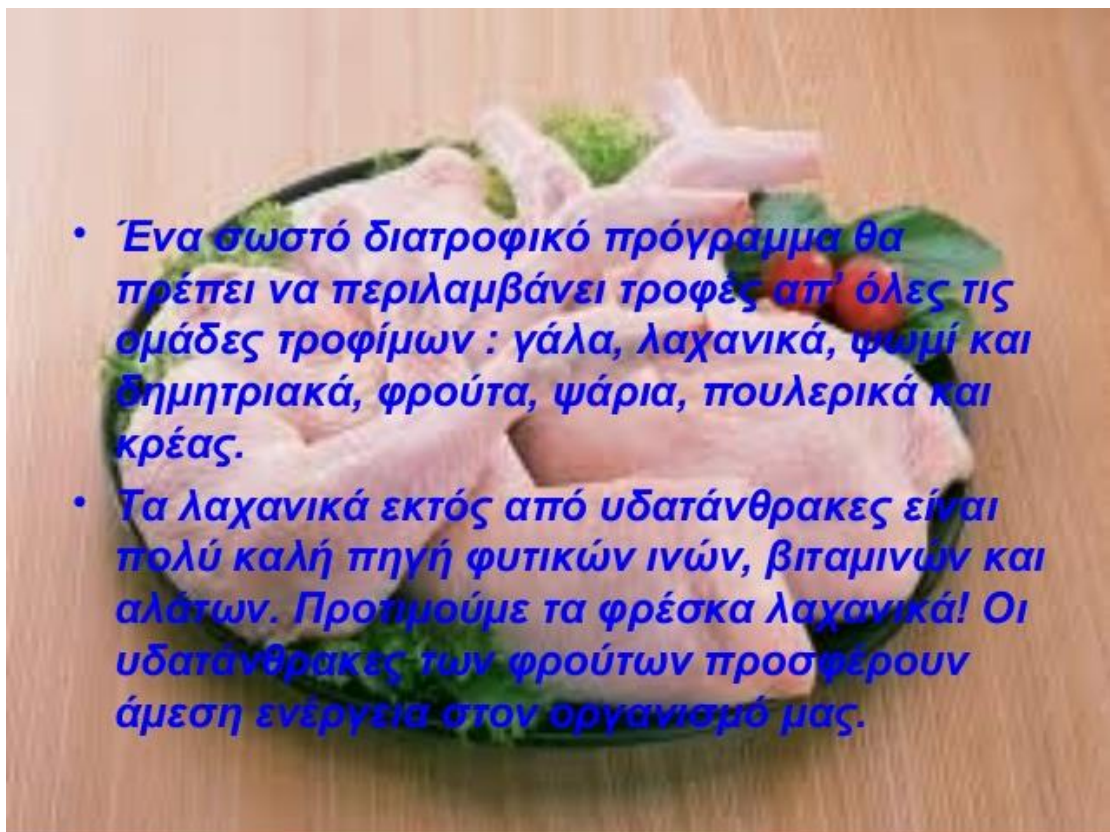 • Ένα σωστό διατροφικό πρόγραμμα θα
πρέπει να περιλαμβάνει τροφές απ’ όλες τις
ομάδες τροφίμων : γάλα, λαχανικά, ψωμί και
δημητριακά, φρούτα, ψάρια, πουλερικά και
κρέας.
• Τα λαχανικά εκτός από υδατάνθρακες είναι
πολύ καλή πηγή φυτικών ινών, βιταμινών και
αλάτων. Προτιμούμε τα φρέσκα λαχανικά! Οι
υδατάνθρακες των φρούτων προσφέρουν
άμεση ενέργεια στον οργανισμό μας.